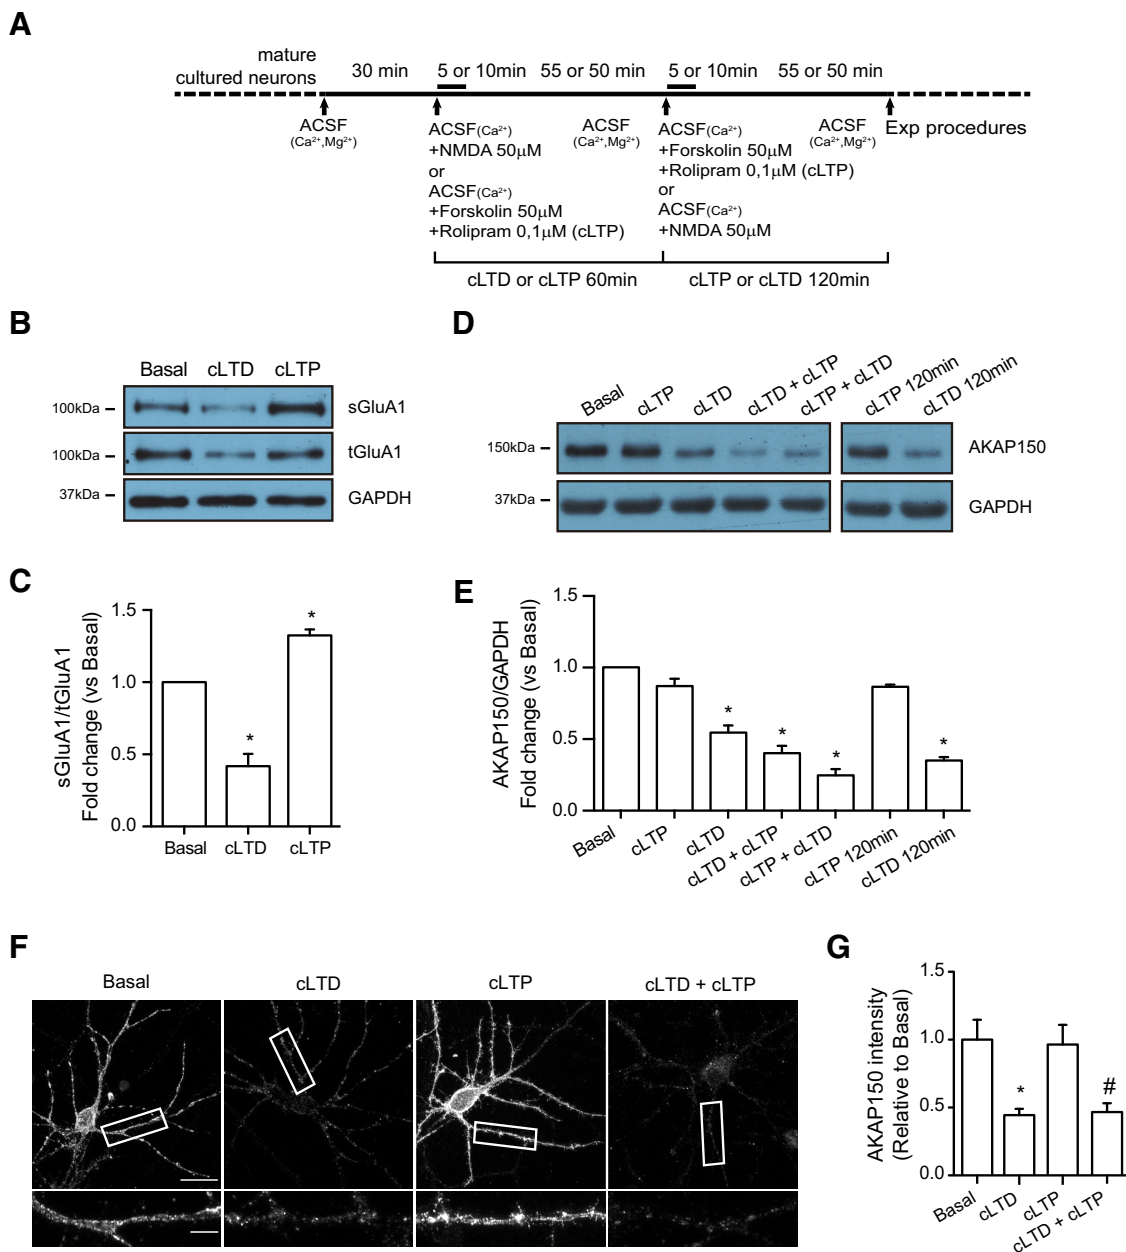 A
mature
cultured neurons
30 min
5 or 10min
55 or 50 min
5 or 10min
55 or 50 min
ACSF
(Ca²⁺,Mg²⁺)
ACSF(Ca²⁺)
+NMDA 50μM
or
ACSF(Ca²⁺)
+Forskolin 50μM
+Rolipram 0,1μM (cLTP)
ACSF
(Ca²⁺,Mg²⁺)
ACSF(Ca²⁺)
+Forskolin 50μM
+Rolipram 0,1μM (cLTP)
or
ACSF(Ca²⁺)
+NMDA 50μM
ACSF
(Ca²⁺,Mg²⁺)
Exp procedures
cLTD or cLTP 60min
cLTP or cLTD 120min
B
Basal cLTD cLTP
100kDa
sGluA1
100kDa
tGluA1
37kDa
GAPDH
D
Basal
cLTP
cLTD
cLTD + cLTP
cLTP + cLTD
cLTP 120min
cLTD 120min
150kDa
AKAP150
37kDa
GAPDH
C
sGluA1/tGluA1
Fold change (vs Basal)
1.5
1.0
0.5
0.0
*
*
Basal cLTD cLTP
E
AKAP150/GAPDH
Fold change (vs Basal)
1.5
1.0
0.5
0.0
*
*
*
*
Basal
cLTP
cLTD
cLTD + cLTP
cLTP + cLTD
cLTP 120min
cLTD 120min
F
Basal
cLTD
cLTP
cLTD + cLTP
G
AKAP150 intensity
(Relative to Basal)
1.5
1.0
0.5
0.0
*
#
Basal
cLTD
cLTP
cLTD + cLTP